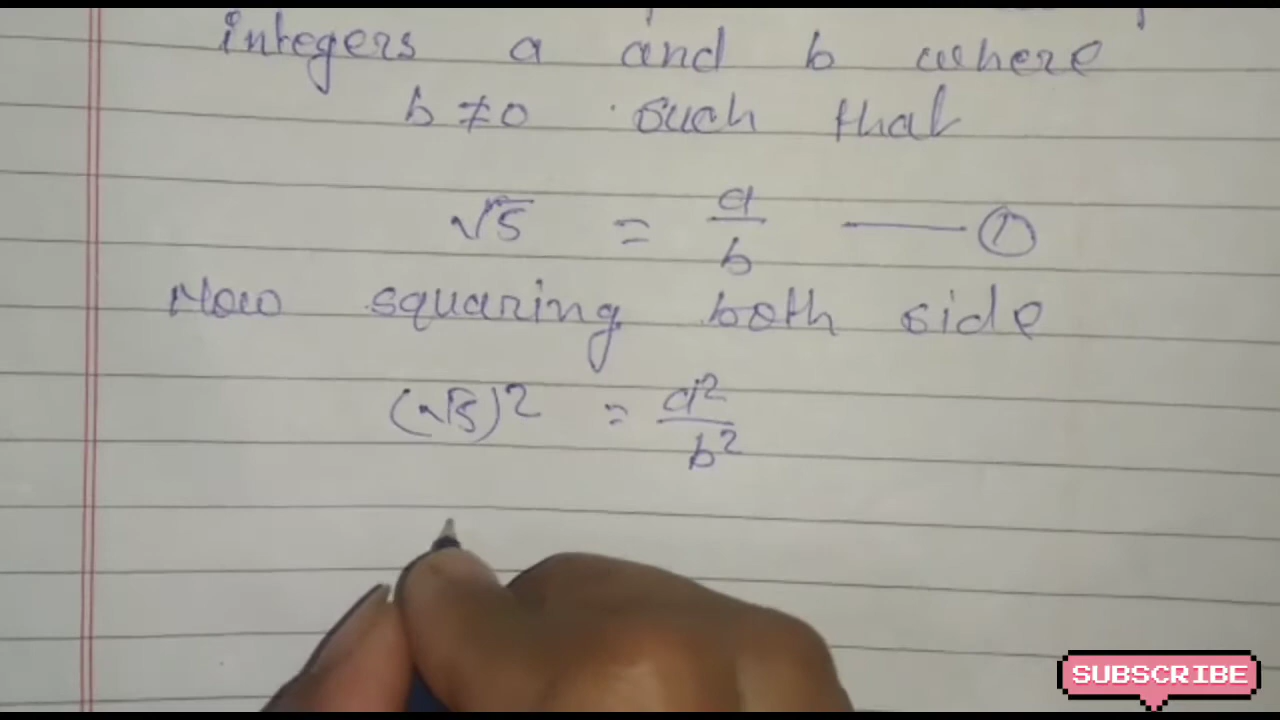 integers a and b where
b ≠ 0 such that
√5 = a/b —— ①
Now squaring both side
(√5)² = a²/b²
SUBSCRIBE